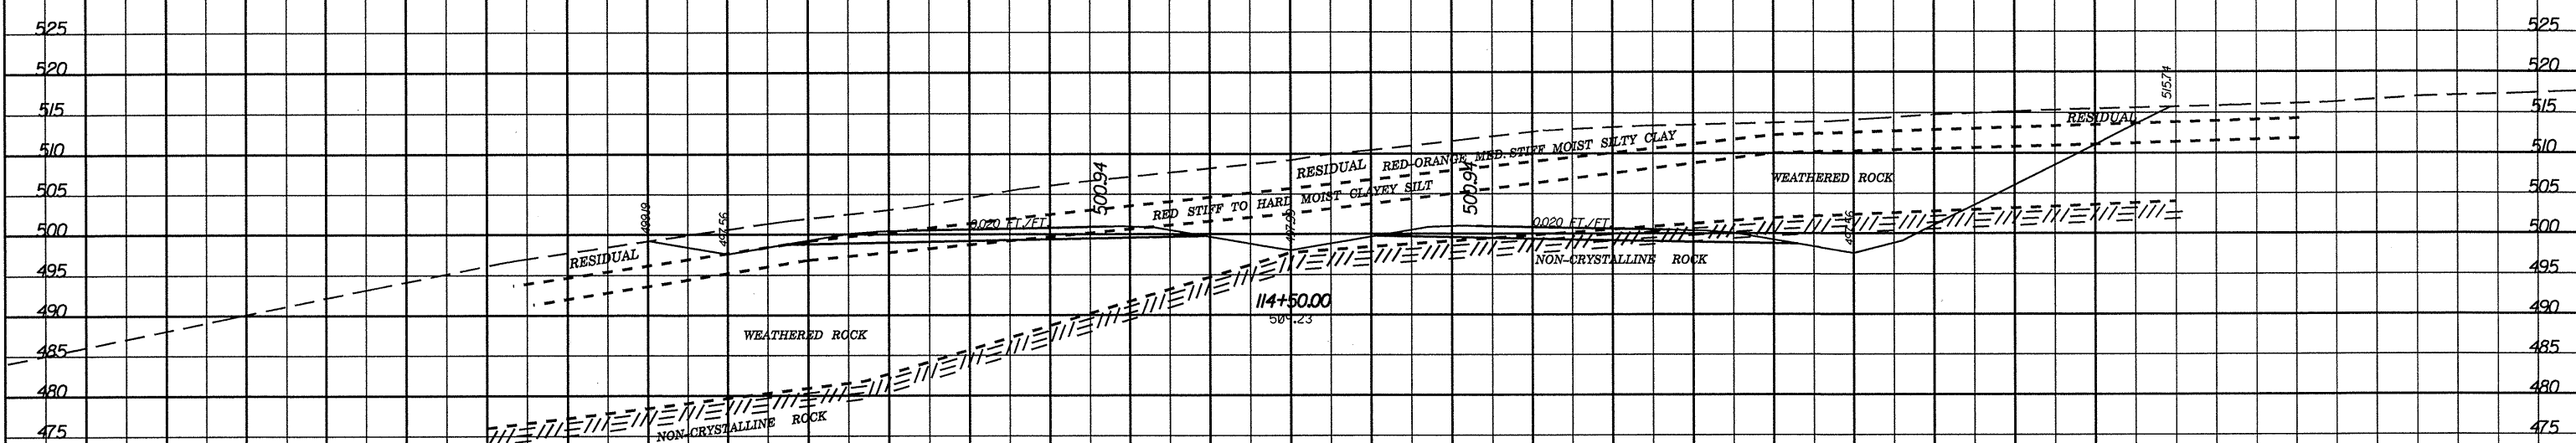 525 525
520 520
515.74
515 515
RESIDUAL
RESIDUAL RED-ORANGE MED. STIFF MOIST SILTY CLAY
510 510
500.94 500.94
WEATHERED ROCK
505 505
RED STIFF TO HARD MOIST CLAYEY SILT
499.19 497.56
0.020 FT./FT. 0.020 FT./FT.
500 500
RESIDUAL
NON-CRYSTALLINE ROCK
495 495
114+50.00
490 490
WEATHERED ROCK
485 485
480 480
NON-CRYSTALLINE ROCK
475 475